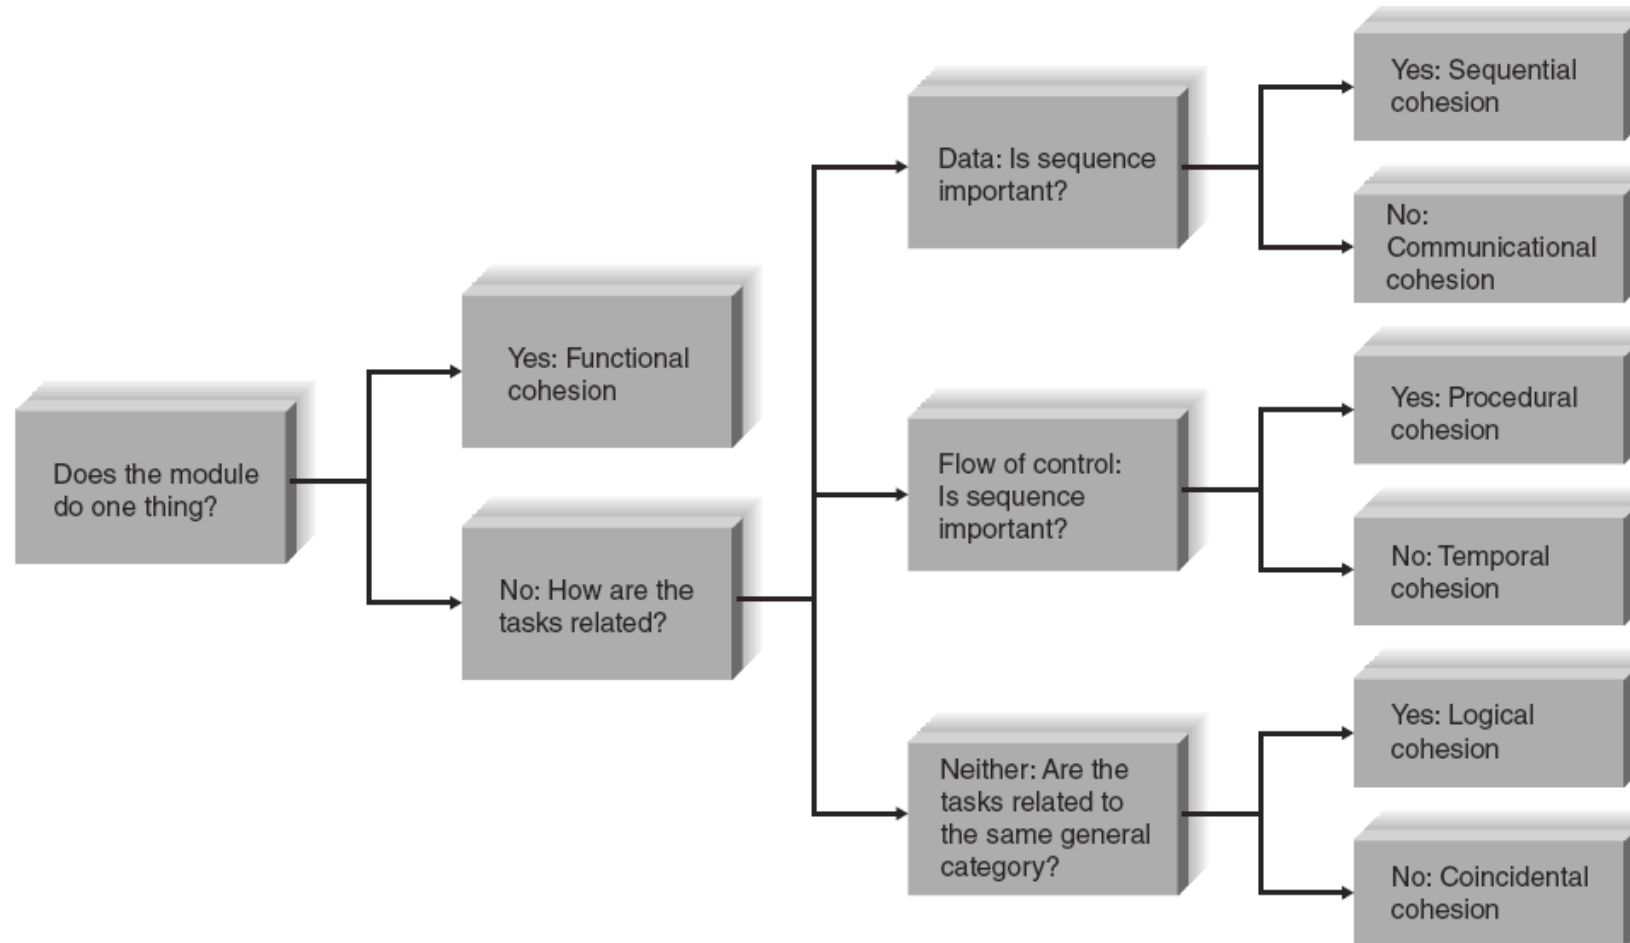 Does the module
do one thing?
Yes: Functional
cohesion
No: How are the
tasks related?
Data: Is sequence
important?
Flow of control:
Is sequence
important?
Neither: Are the
tasks related to
the same general
category?
Yes: Sequential
cohesion
No:
Communicational
cohesion
Yes: Procedural
cohesion
No: Temporal
cohesion
Yes: Logical
cohesion
No: Coincidental
cohesion